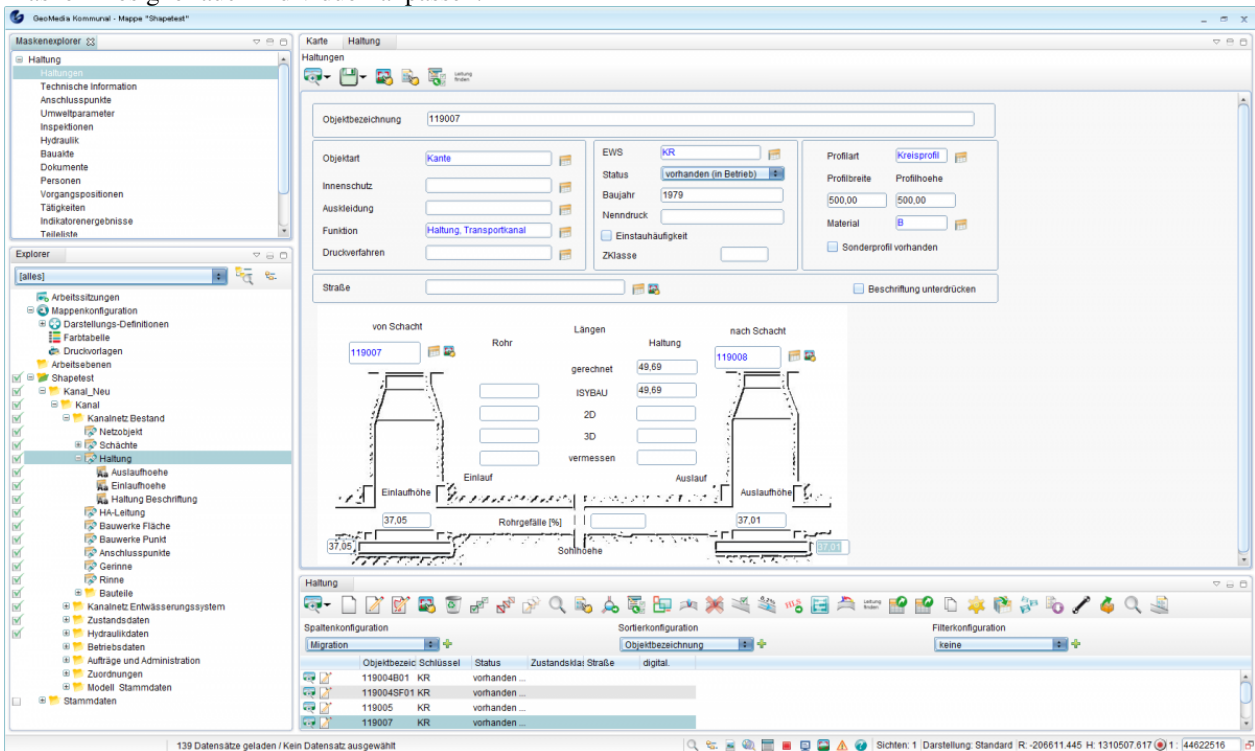 GeoMedia Kommunal - Mappe "Shapetest"
Maskenexplorer
Haltung
Haltungen
Technische Information
Anschlusspunkte
Umweltparameter
Inspektionen
Hydraulik
Bauakte
Dokumente
Personen
Vorgangspositionen
Tätigkeiten
Indikatorenergebnisse
Teileliste
Explorer
[alles]
Arbeitssitzungen
Mappenkonfiguration
Darstellungs-Definitionen
Farbtabelle
Druckvorlagen
Arbeitsebenen
Shapetest
Kanal_Neu
Kanal
Kanalnetz Bestand
Netzobjekt
Schächte
Haltung
Auslaufhoehe
Einlaufhoehe
Haltung Beschriftung
HA-Leitung
Bauwerke Fläche
Bauwerke Punkt
Anschlusspunkte
Gerinne
Rinne
Bauteile
Kanalnetz Entwässerungssystem
Zustandsdaten
Hydraulikdaten
Betriebsdaten
Aufträge und Administration
Zuordnungen
Modell Stammdaten
Stammdaten
Karte Haltung
Haltungen
Leitung finden
Objektbezeichnung 119007
Objektart Kante
Innenschutz
Auskleidung
Funktion Haltung, Transportkanal
Druckverfahren
EWS KR
Status vorhanden (in Betrieb)
Baujahr 1979
Nenndruck
Einstauhäufigkeit
ZKlasse
Profilart Kreisprofil
Profilbreite Profilhoehe
500,00 500,00
Material B
Sonderprofil vorhanden
Straße Beschriftung unterdrücken
von Schacht Längen nach Schacht
Rohr Haltung
119007 119008
gerechnet 49,69
ISYBAU 49,69
2D
3D
vermessen
Einlauf Auslauf
Einlaufhöhe Auslaufhöhe
37,05 Rohrgefälle [%] 37,01
37,05 Sohlhoehe 37,01
Haltung
Leitung finden
Spaltenkonfiguration Sortierkonfiguration Filterkonfiguration
Migration Objektbezeichnung keine
Objektbezeic Schlüssel Status Zustandsklas Straße digital.
119004B01 KR vorhanden ...
119004SF01 KR vorhanden ...
119005 KR vorhanden ...
119007 KR vorhanden ...
139 Datensätze geladen / Kein Datensatz ausgewählt
Sichten: 1 Darstellung: Standard R: -206611.445 H: 1310507.617 1 : 44622516